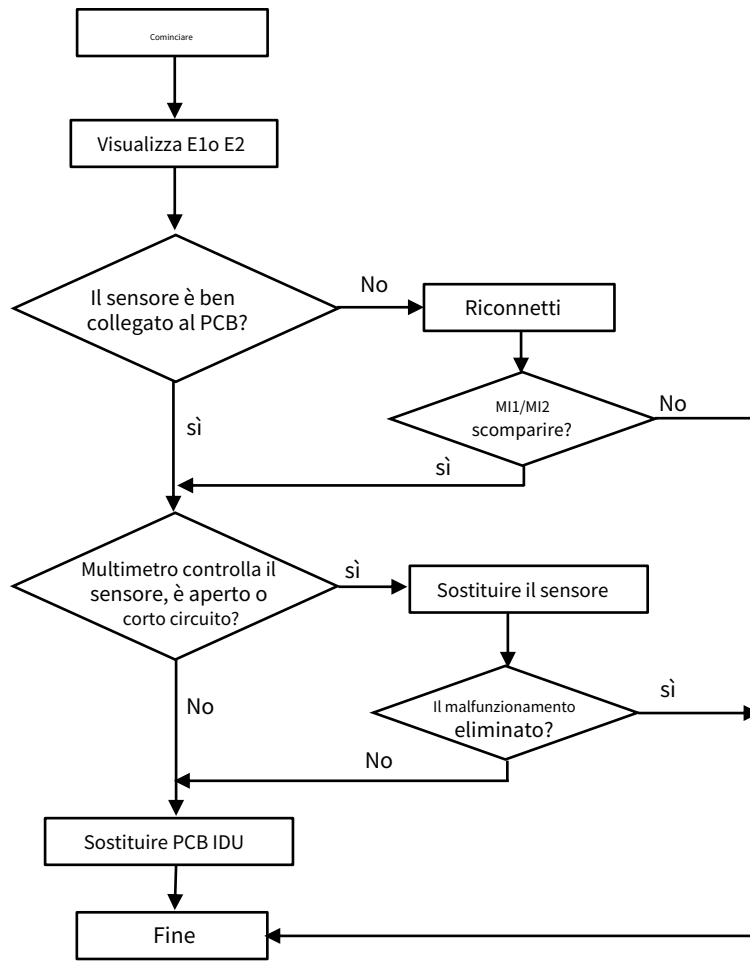 Cominciare
Visualizza E1o E2
Il sensore è ben
collegato al PCB?
No
Riconnetti
MI1/MI2
scomparire?
No
sì
sì
Multimetro controlla il
sensore, è aperto o
corto circuito?
sì
Sostituire il sensore
No
Il malfunzionamento
eliminato?
sì
No
Sostituire PCB IDU
Fine